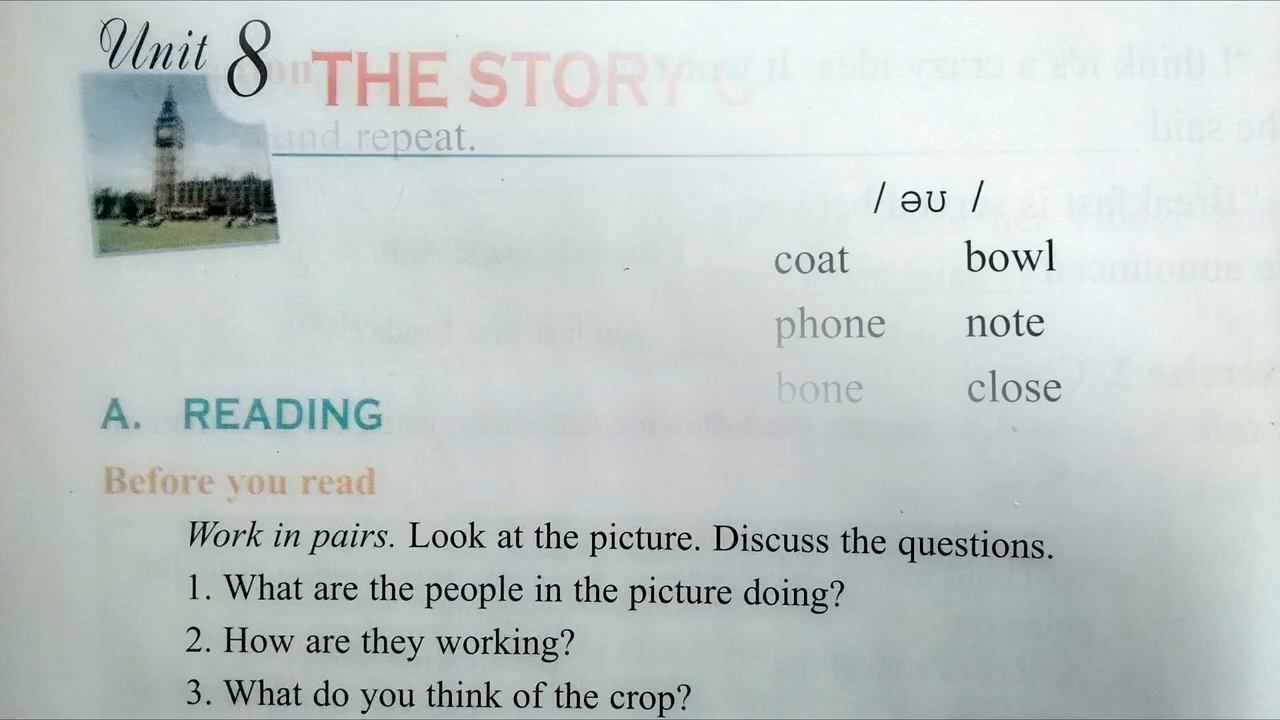 Unit 8 THE STORY
and repeat.
/ əʊ /
coat bowl
phone note
bone close
A. READING
Before you read
Work in pairs. Look at the picture. Discuss the questions.
1. What are the people in the picture doing?
2. How are they working?
3. What do you think of the crop?